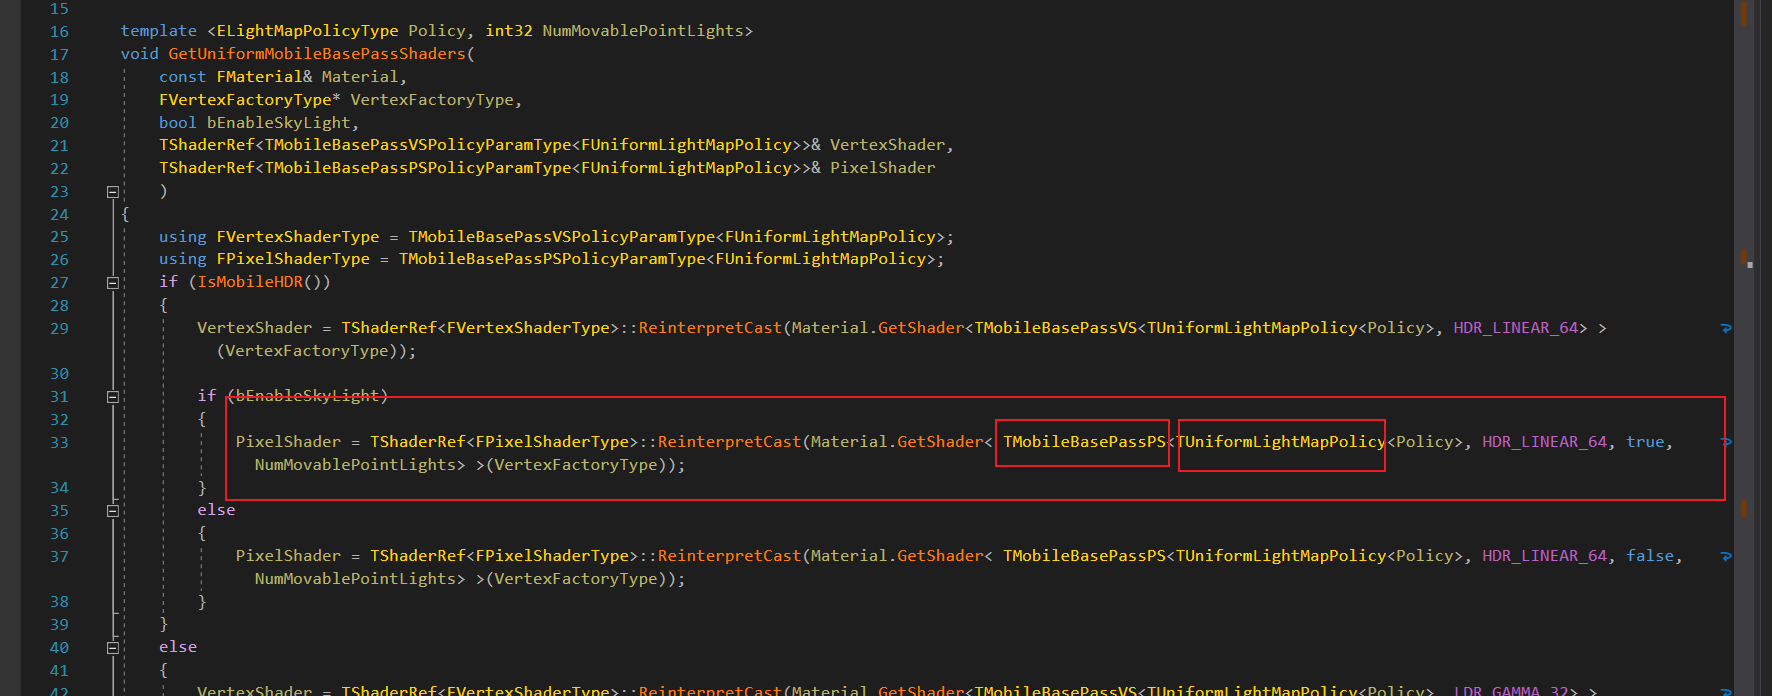 15
16 template <ELightMapPolicyType Policy, int32 NumMovablePointLights>
17 void GetUniformMobileBasePassShaders(
18 const FMaterial& Material,
19 FVertexFactoryType* VertexFactoryType,
20 bool bEnableSkyLight,
21 TShaderRef<TMobileBasePassVSPolicyParamType<FUniformLightMapPolicy>>& VertexShader,
22 TShaderRef<TMobileBasePassPSPolicyParamType<FUniformLightMapPolicy>>& PixelShader
23 )
24 {
25 using FVertexShaderType = TMobileBasePassVSPolicyParamType<FUniformLightMapPolicy>;
26 using FPixelShaderType = TMobileBasePassPSPolicyParamType<FUniformLightMapPolicy>;
27 if (IsMobileHDR())
28 {
29 VertexShader = TShaderRef<FVertexShaderType>::ReinterpretCast(Material.GetShader<TMobileBasePassVS<TUniformLightMapPolicy<Policy>, HDR_LINEAR_64> >
(VertexFactoryType));
30
31 if (bEnableSkyLight)
32 {
33 PixelShader = TShaderRef<FPixelShaderType>::ReinterpretCast(Material.GetShader< TMobileBasePassPS<TUniformLightMapPolicy<Policy>, HDR_LINEAR_64, true,
NumMovablePointLights> >(VertexFactoryType));
34 }
35 else
36 {
37 PixelShader = TShaderRef<FPixelShaderType>::ReinterpretCast(Material.GetShader< TMobileBasePassPS<TUniformLightMapPolicy<Policy>, HDR_LINEAR_64, false,
NumMovablePointLights> >(VertexFactoryType));
38 }
39 }
40 else
41 {
42 VertexShader = TShaderRef<FVertexShaderType>::ReinterpretCast(Material.GetShader<TMobileBasePassVS<TUniformLightMapPolicy<Policy>, LDR_GAMMA_32> >